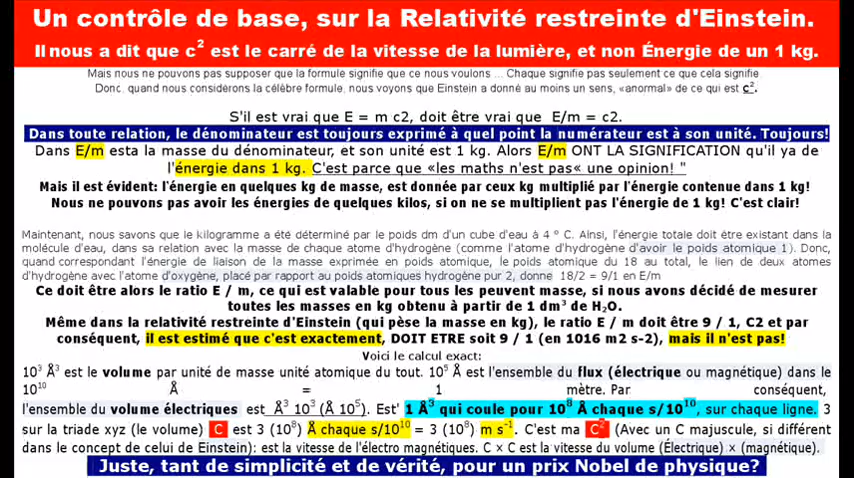 Un contrôle de base, sur la Relativité restreinte d'Einstein.
Il nous a dit que c² est le carré de la vitesse de la lumière, et non Énergie de un 1 kg.
Mais nous ne pouvons pas supposer que la formule signifie que ce nous voulons ... Chaque signifie pas seulement ce que cela signifie.
Donc, quand nous considérons la célèbre formule, nous voyons que Einstein a donné au moins un sens, «anormal» de ce qui est c².
S'il est vrai que E = m c2, doit être vrai que E/m = c2.
Dans toute relation, le dénominateur est toujours exprimé à quel point la numérateur est à son unité. Toujours!
Dans E/m esta la masse du dénominateur, et son unité est 1 kg. Alors E/m ONT LA SIGNIFICATION qu'il ya de
l'énergie dans 1 kg. C'est parce que «les maths n'est pas« une opinion! "
Mais il est évident: l'énergie en quelques kg de masse, est donnée par ceux kg multiplié par l'énergie contenue dans 1 kg!
Nous ne pouvons pas avoir les énergies de quelques kilos, si on ne se multiplient pas l'énergie de 1 kg! C'est clair!
Maintenant, nous savons que le kilogramme a été déterminé par le poids dm d'un cube d'eau à 4 ° C. Ainsi, l'énergie totale doit être existant dans la
molécule d'eau, dans sa relation avec la masse de chaque atome d'hydrogène (comme l'atome d'hydrogène d'avoir le poids atomique 1). Donc,
quand correspondant l'énergie de liaison de la masse exprimée en poids atomique, le poids atomique du 18 au total, le lien de deux atomes
d'hydrogène avec l'atome d'oxygène, placé par rapport au poids atomiques hydrogène pur 2, donne 18/2 = 9/1 en E/m
Ce doit être alors le ratio E / m, ce qui est valable pour tous les peuvent masse, si nous avons décidé de mesurer
toutes les masses en kg obtenu à partir de 1 dm³ de H₂O.
Même dans la relativité restreinte d'Einstein (qui pèse la masse en kg), le ratio E / m doit être 9 / 1, C2 et par
conséquent, il est estimé que c'est exactement, DOIT ETRE soit 9 / 1 (en 1016 m2 s-2), mais il n'est pas!
Voici le calcul exact:
10³ Å³ est le volume par unité de masse unité atomique du tout. 10⁵ Å est l'ensemble du flux (électrique ou magnétique) dans le
10¹⁰ Å = 1 mètre. Par conséquent,
l'ensemble du volume électriques est Å³ 10³ (Å 10⁵). Est' 1 Å³ qui coule pour 10⁸ Å chaque s/10¹⁰, sur chaque ligne. 3
sur la triade xyz (le volume) C est 3 (10⁸) Å chaque s/10¹⁰ = 3 (10⁸) m s⁻¹. C'est ma C² (Avec un C majuscule, si différent
dans le concept de celui de Einstein): est la vitesse de l'électro magnétiques. C × C est la vitesse du volume (Électrique) × (magnétique).
Juste, tant de simplicité et de vérité, pour un prix Nobel de physique?